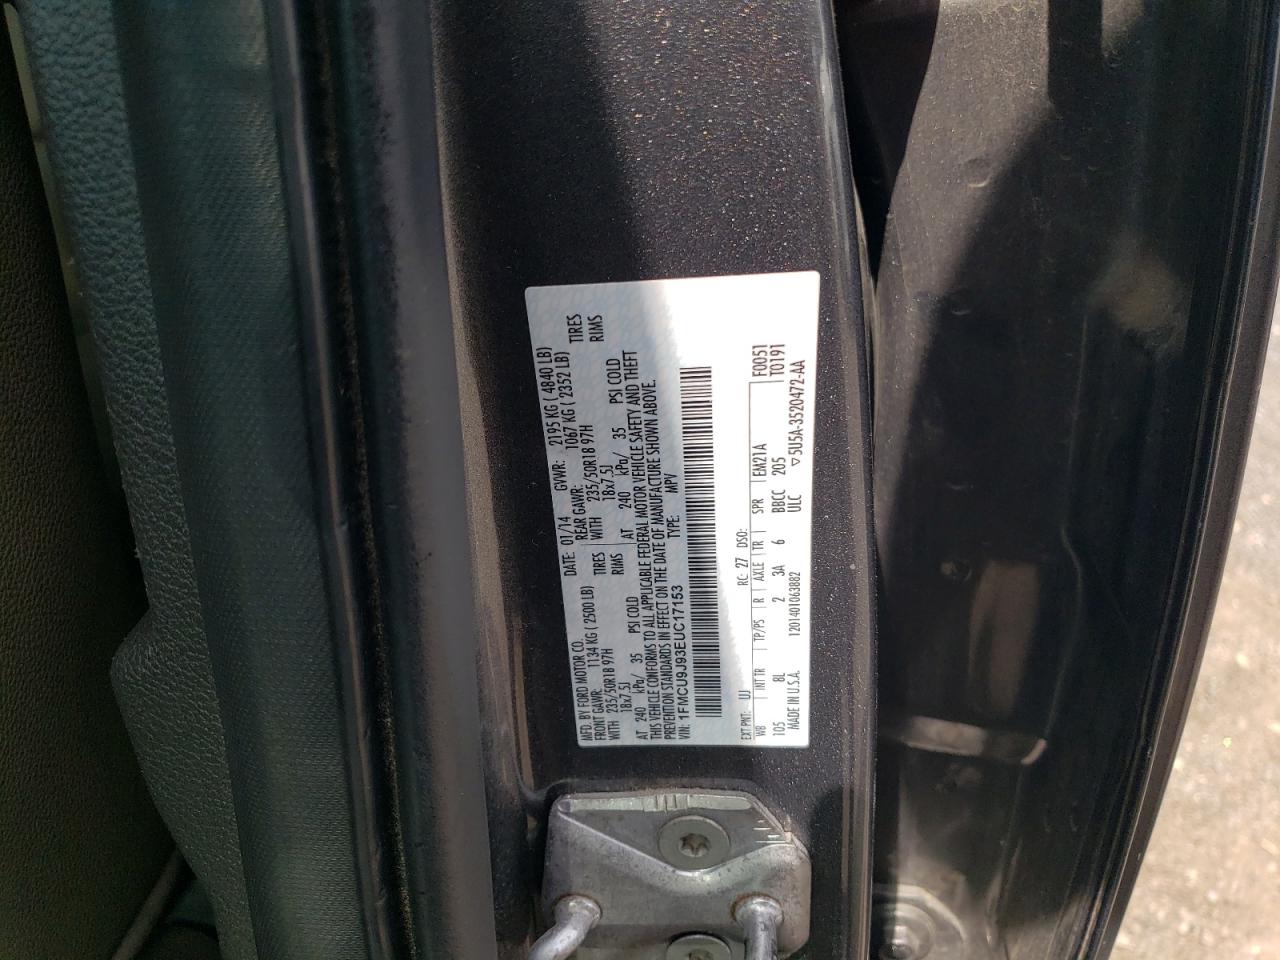 MFD. BY FORD MOTOR CO.
DATE: 01/14 GVWR: 2195 KG ( 4840 LB)
FRONT GAWR: 1134 KG ( 2500 LB) REAR GAWR: 1067 KG ( 2352 LB)
WITH 235/50R18 97H TIRES WITH 235/50R18 97H TIRES
18x7.5J RIMS 18x7.5J RIMS
AT 240 kPa/ 35 PSI COLD AT 240 kPa/ 35 PSI COLD
THIS VEHICLE CONFORMS TO ALL APPLICABLE FEDERAL MOTOR VEHICLE SAFETY AND THEFT
PREVENTION STANDARDS IN EFFECT ON THE DATE OF MANUFACTURE SHOWN ABOVE.
VIN: 1FMCU9J93EUC17153 TYPE: MPV
EXT PNT: UJ RC: 27 DSO: F0051
WB INT TR TP/PS R AXLE TR SPR EM21A T0191
105 8L 2 3A 6 BBCC 205
MADE IN U.S.A. 1201401063882 ULC ▽5U5A-3520472-AA